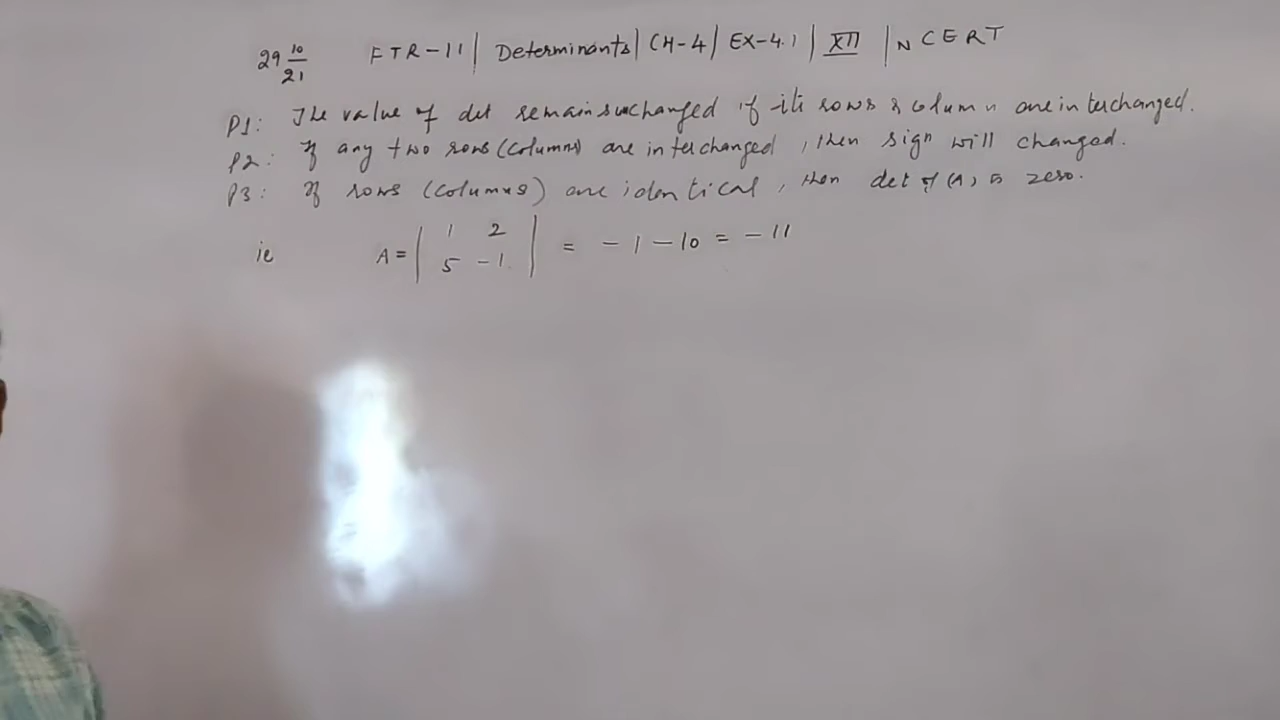 29 10/21 FTR-11 | Determinants | CH-4 | EX-4.1 | XII | NCERT
P1: The value of det remains unchanged if its rows & column are interchanged.
P2: If any two rows (columns) are interchanged, then sign will changed.
P3: If rows (columns) are identical, then det of (A) is zero.
ie A = | 1 2 | = -1 - 10 = -11
| 5 -1 |